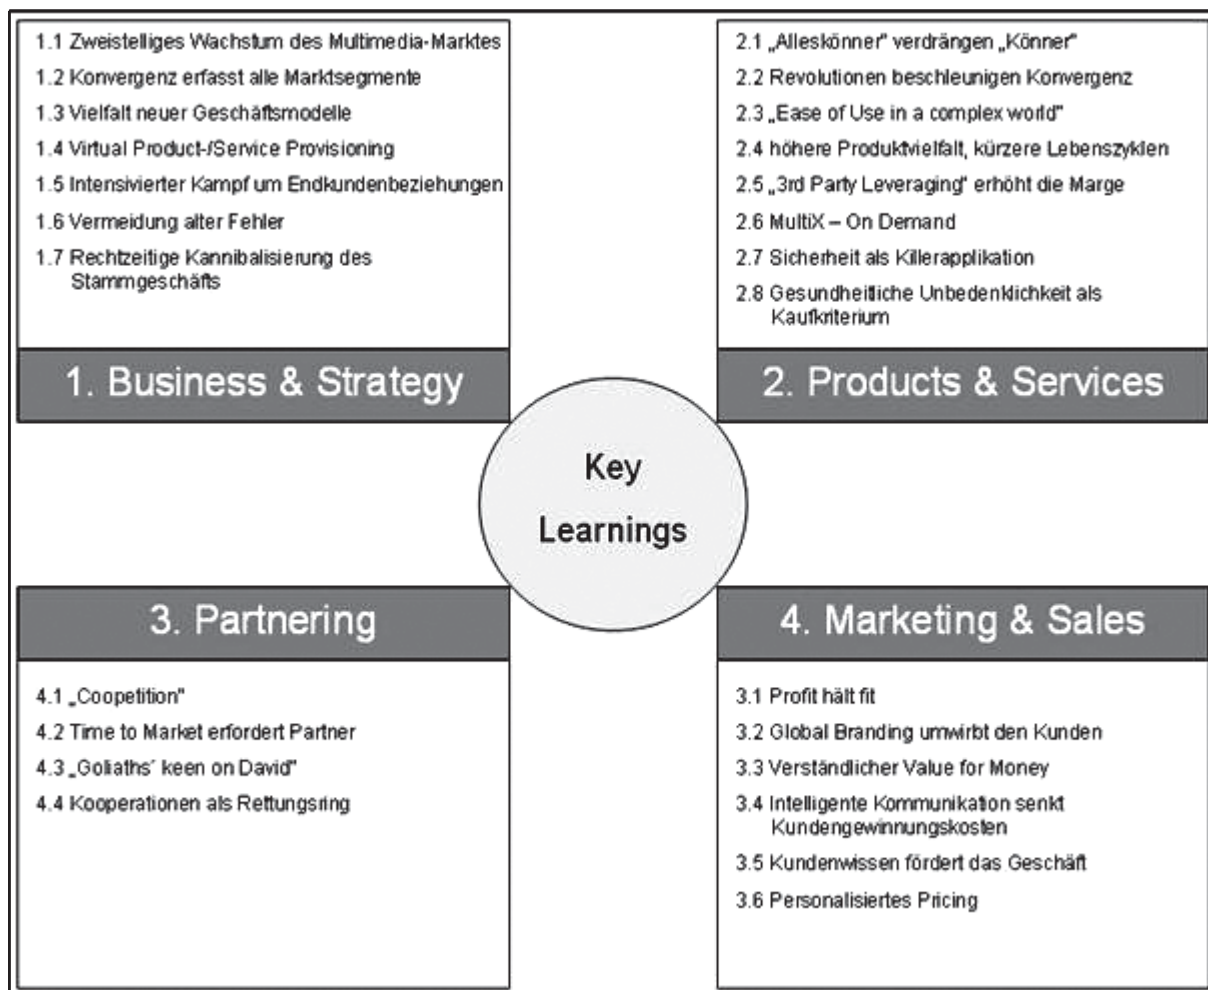 1.1 Zweistelliges Wachstum des Multimedia-Marktes
1.2 Konvergenz erfasst alle Marktsegmente
1.3 Vielfalt neuer Geschäftsmodelle
1.4 Virtual Product-/Service Provisioning
1.5 Intensivierter Kampf um Endkundenbeziehungen
1.6 Vermeidung alter Fehler
1.7 Rechtzeitige Kannibalisierung des
Stammgeschäfts
1. Business & Strategy
2.1 „Alleskönner" verdrängen „Könner"
2.2 Revolutionen beschleunigen Konvergenz
2.3 „Ease of Use in a complex world"
2.4 höhere Produktvielfalt, kürzere Lebenszyklen
2.5 „3rd Party Leveraging" erhöht die Marge
2.6 MultiX – On Demand
2.7 Sicherheit als Killerapplikation
2.8 Gesundheitliche Unbedenklichkeit als
Kaufkriterium
2. Products & Services
Key
Learnings
3. Partnering
4.1 „Coopetition"
4.2 Time to Market erfordert Partner
4.3 „Goliaths´ keen on David"
4.4 Kooperationen als Rettungsring
4. Marketing & Sales
3.1 Profit hält fit
3.2 Global Branding umwirbt den Kunden
3.3 Verständlicher Value for Money
3.4 Intelligente Kommunikation senkt
Kundengewinnungskosten
3.5 Kundenwissen fördert das Geschäft
3.6 Personalisiertes Pricing